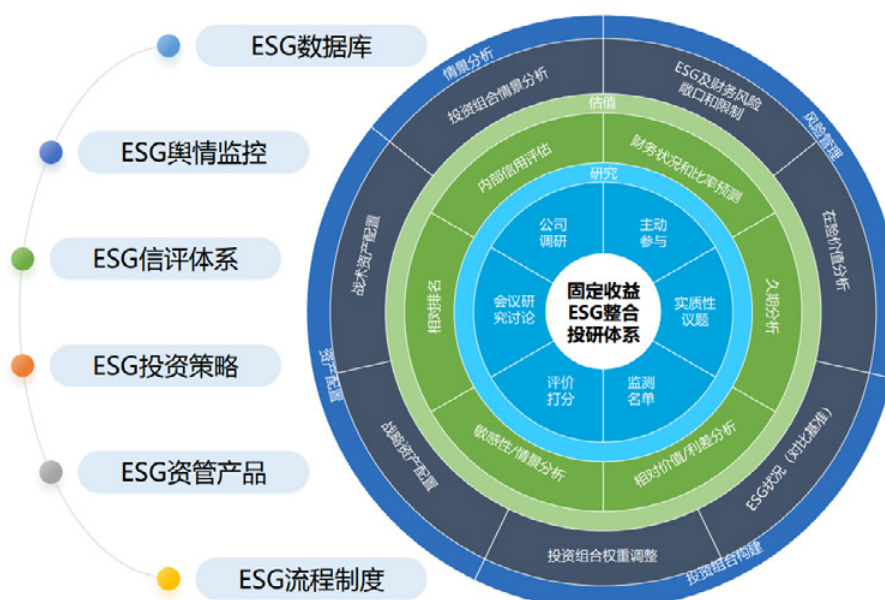 ESG数据库
ESG舆情监控
ESG信评体系
ESG投资策略
ESG资管产品
ESG流程制度
固定收益
ESG整合
投研体系
研究
公司
调研
主动
参与
实质性
议题
监测
名单
评价
打分
会议研
究讨论
估值
内部信用评估
财务状况和比率预测
久期分析
相对价值/利差分析
敏感性/情景分析
相对排名
情景分析
投资组合情景分析
ESG及财务风险
敞口和限制
风险管理
在险价值分析
ESG状况（对比基准）
投资组合构建
投资组合权重调整
战略资产配置
资产配置
战术资产配置